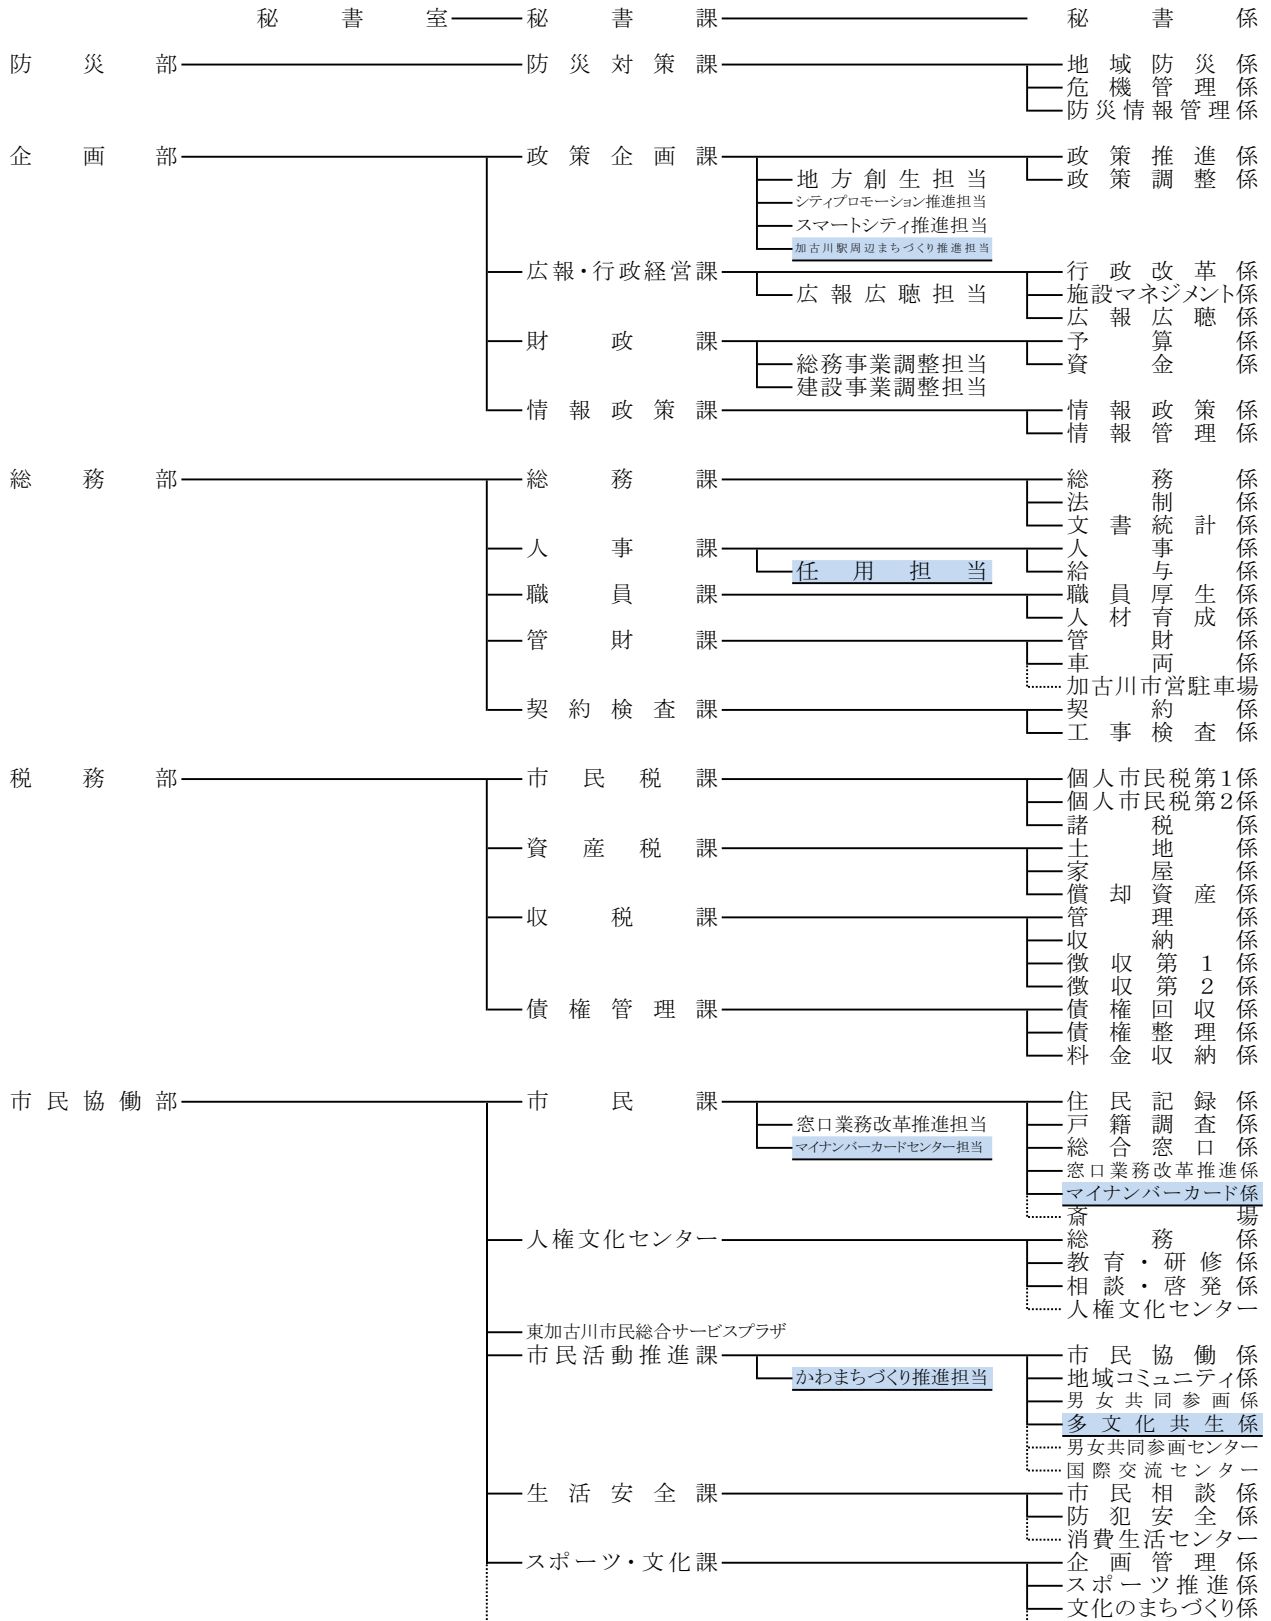 秘書室 秘書課 秘書係
防災部 防災対策課 地域防災係
危機管理係
防災情報管理係
企画部 政策企画課 政策推進係
地方創生担当 政策調整係
シティプロモーション推進担当
スマートシティ推進担当
加古川駅周辺まちづくり推進担当
広報・行政経営課 行政改革係
広報広聴担当 施設マネジメント係
広報広聴係
財政課 予算係
総務事業調整担当 資金係
建設事業調整担当
情報政策課 情報政策係
情報管理係
総務部 総務課 総務係
法制係
文書統計係
人事課 人事係
任用担当 給与係
職員課 職員厚生係
人材育成係
管財課 管財係
車両係
加古川市営駐車場
契約検査課 契約係
工事検査係
税務部 市民税課 個人市民税第1係
個人市民税第2係
諸税係
資産税課 土地係
家屋係
償却資産係
収税課 管理係
収納係
徴収第1係
徴収第2係
債権管理課 債権回収係
債権整理係
料金収納係
市民協働部 市民課 住民記録係
窓口業務改革推進担当 戸籍調査係
マイナンバーカードセンター担当 総合窓口係
窓口業務改革推進係
マイナンバーカード係
斎場
人権文化センター 総務係
教育・研修係
相談・啓発係
人権文化センター
東加古川市民総合サービスプラザ
市民活動推進課 市民協働係
かわまちづくり推進担当 地域コミュニティ係
男女共同参画係
多文化共生係
男女共同参画センター
国際交流センター
生活安全課 市民相談係
防犯安全係
消費生活センター
スポーツ・文化課 企画管理係
スポーツ推進係
文化のまちづくり係